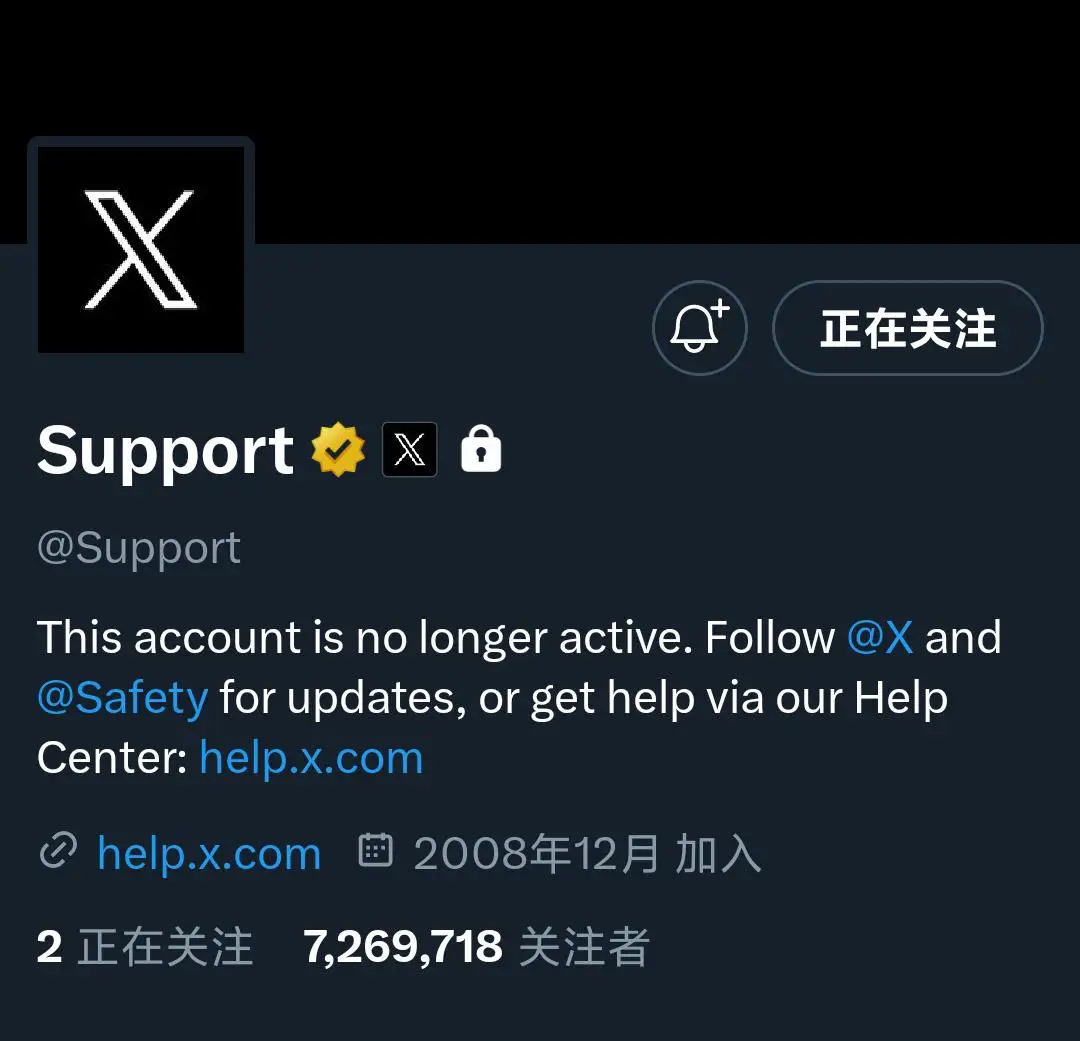 正在关注
Support
@Support
This account is no longer active. Follow @X and
@Safety for updates, or get help via our Help
Center: help.x.com
help.x.com 2008年12月 加入
2 正在关注 7,269,718 关注者